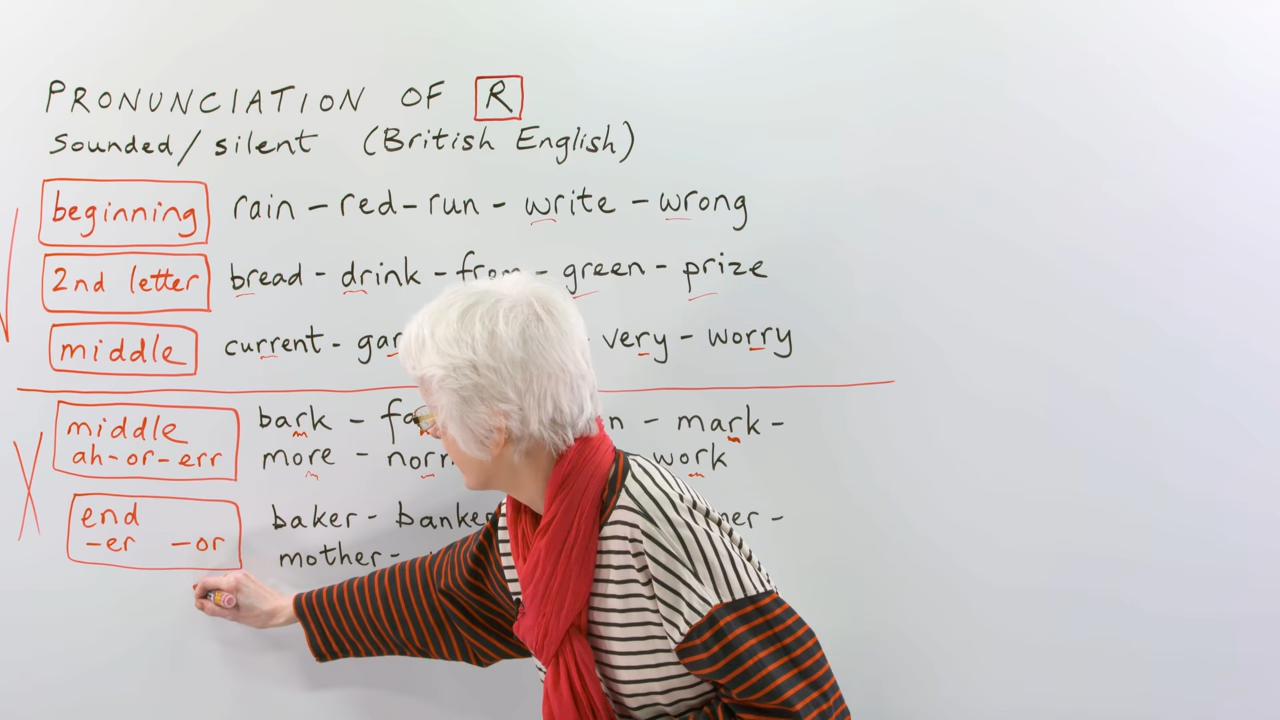 PRONUNCIATION OF R
sounded/silent (British English)
beginning rain - red - run - write - wrong
2nd letter bread - drink - from - green - prize
middle current - very - worry
middle bark - mark -
ah-or-err more - work
end baker - banker -
-er -or mother -